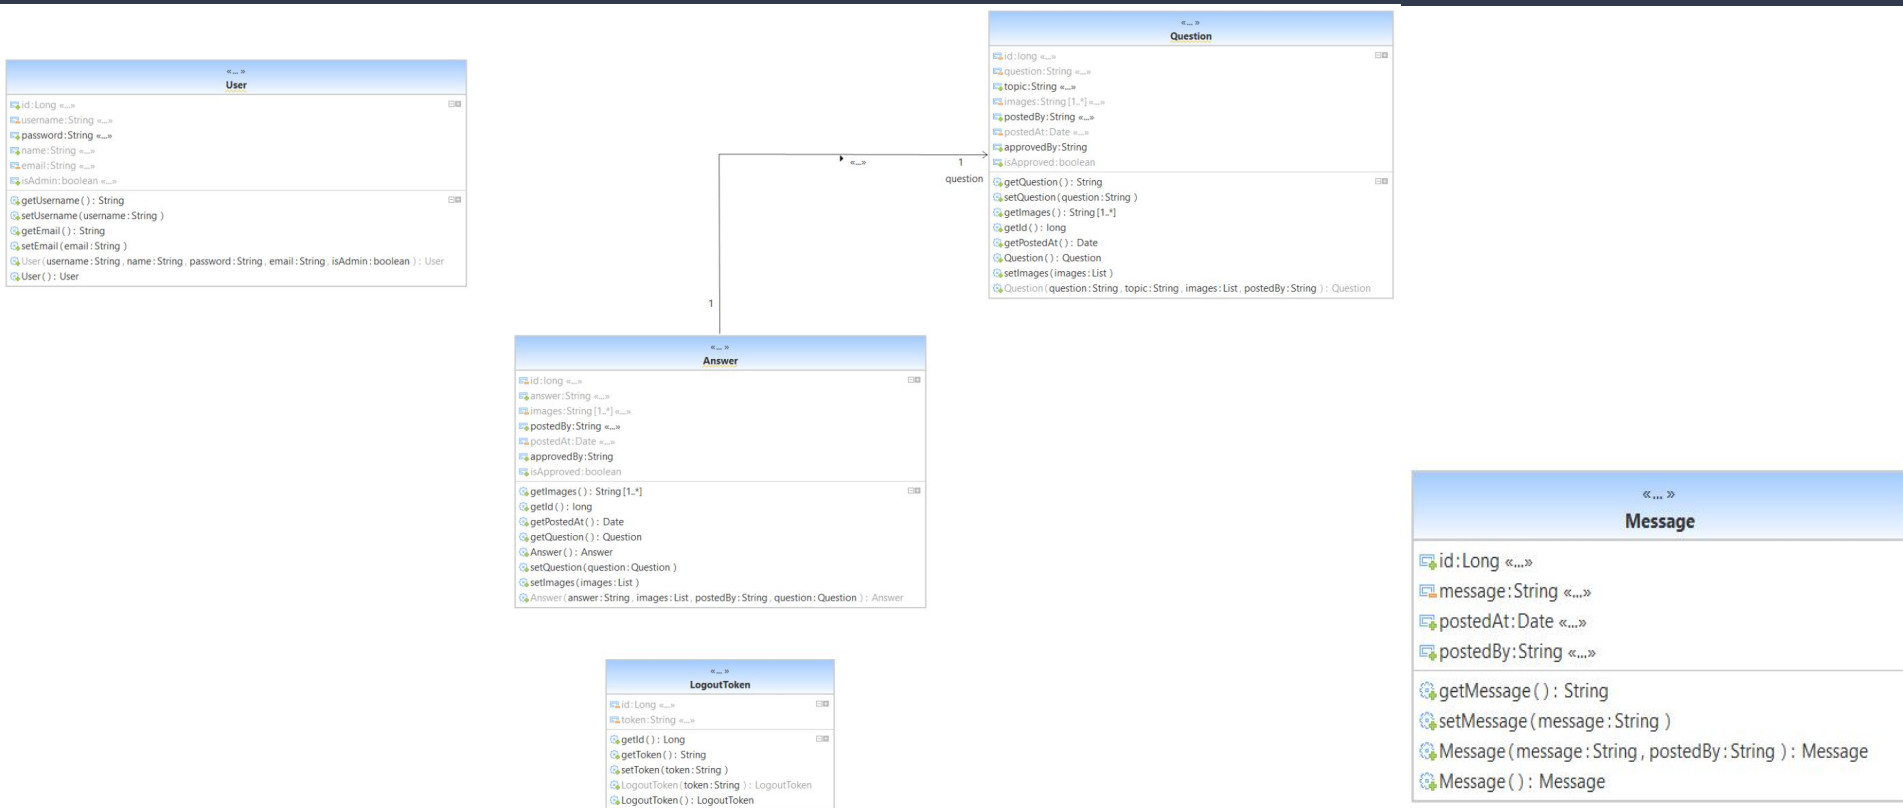 «... »
User
id:Long «...»
username:String «...»
password:String «...»
name:String «...»
email:String «...»
isAdmin:boolean «...»
getUsername( ): String
setUsername(username:String )
getEmail( ): String
setEmail(email:String )
User(username:String, name:String, password:String, email:String, isAdmin:boolean ): User
User( ): User
«... »
Question
id:long «...»
question:String «...»
topic:String «...»
images:String[1..*] «...»
postedBy:String «...»
postedAt:Date «...»
approvedBy:String
isApproved:boolean
getQuestion( ): String
setQuestion(question:String )
getImages( ): String[1..*]
getId( ): long
getPostedAt( ): Date
Question( ): Question
setImages(images:List )
Question(question:String, topic:String, images:List, postedBy:String ): Question
«...»
1
question
1
«... »
Answer
id:long «...»
answer:String «...»
images:String[1..*] «...»
postedBy:String «...»
postedAt:Date «...»
approvedBy:String
isApproved:boolean
getImages( ): String[1..*]
getId( ): long
getPostedAt( ): Date
getQuestion( ): Question
Answer( ): Answer
setQuestion(question:Question )
setImages(images:List )
Answer(answer:String, images:List, postedBy:String, question:Question ): Answer
«... »
LogoutToken
id:Long «...»
token:String «...»
getId( ): Long
getToken( ): String
setToken(token:String )
LogoutToken(token:String ): LogoutToken
LogoutToken( ): LogoutToken
«... »
Message
id:Long «...»
message:String «...»
postedAt:Date «...»
postedBy:String «...»
getMessage( ): String
setMessage(message:String )
Message(message:String, postedBy:String ): Message
Message( ): Message